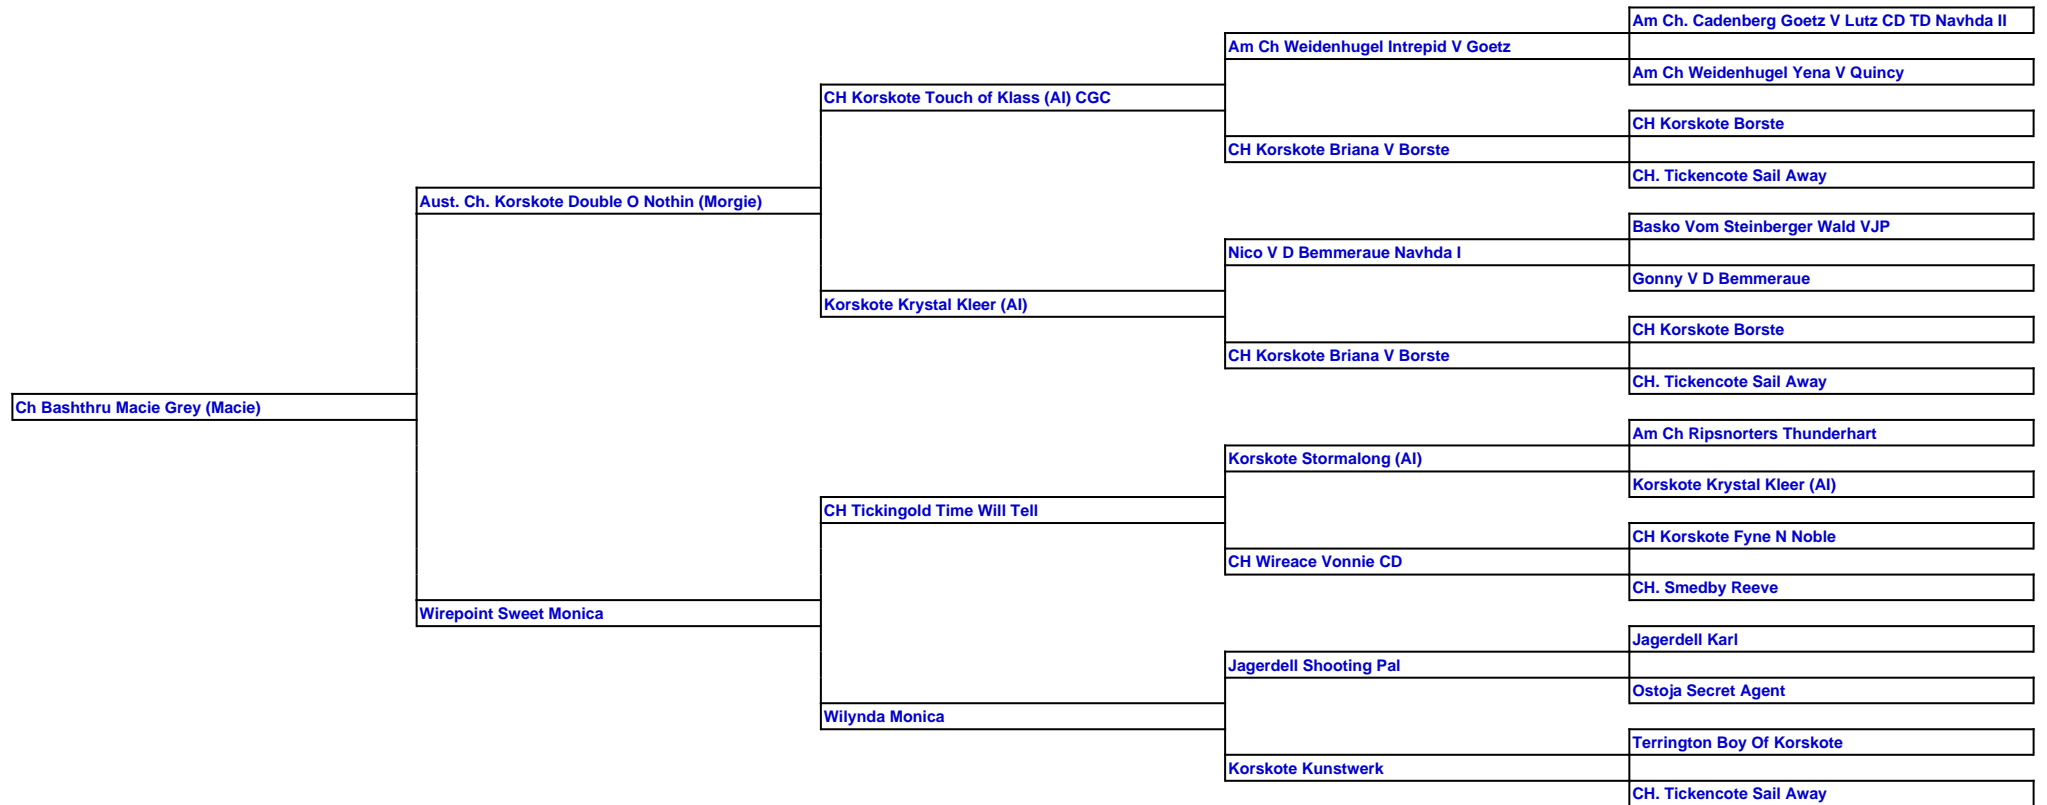 Am Ch. Cadenberg Goetz V Lutz CD TD Navhda II
Am Ch Weidenhugel Intrepid V Goetz
Am Ch Weidenhugel Yena V Quincy
CH Korskote Touch of Klass (AI) CGC
CH Korskote Borste
CH Korskote Briana V Borste
CH. Tickencote Sail Away
Aust. Ch. Korskote Double O Nothin (Morgie)
Basko Vom Steinberger Wald VJP
Nico V D Bemmeraue Navhda I
Gonny V D Bemmeraue
Korskote Krystal Kleer (AI)
CH Korskote Borste
CH Korskote Briana V Borste
CH. Tickencote Sail Away
Ch Bashthru Macie Grey (Macie)
Am Ch Ripsnorters Thunderhart
Korskote Stormalong (AI)
Korskote Krystal Kleer (AI)
CH Tickingold Time Will Tell
CH Korskote Fyne N Noble
CH Wireace Vonnie CD
CH. Smedby Reeve
Wirepoint Sweet Monica
Jagerdell Karl
Jagerdell Shooting Pal
Ostoja Secret Agent
Wilynda Monica
Terrington Boy Of Korskote
Korskote Kunstwerk
CH. Tickencote Sail Away